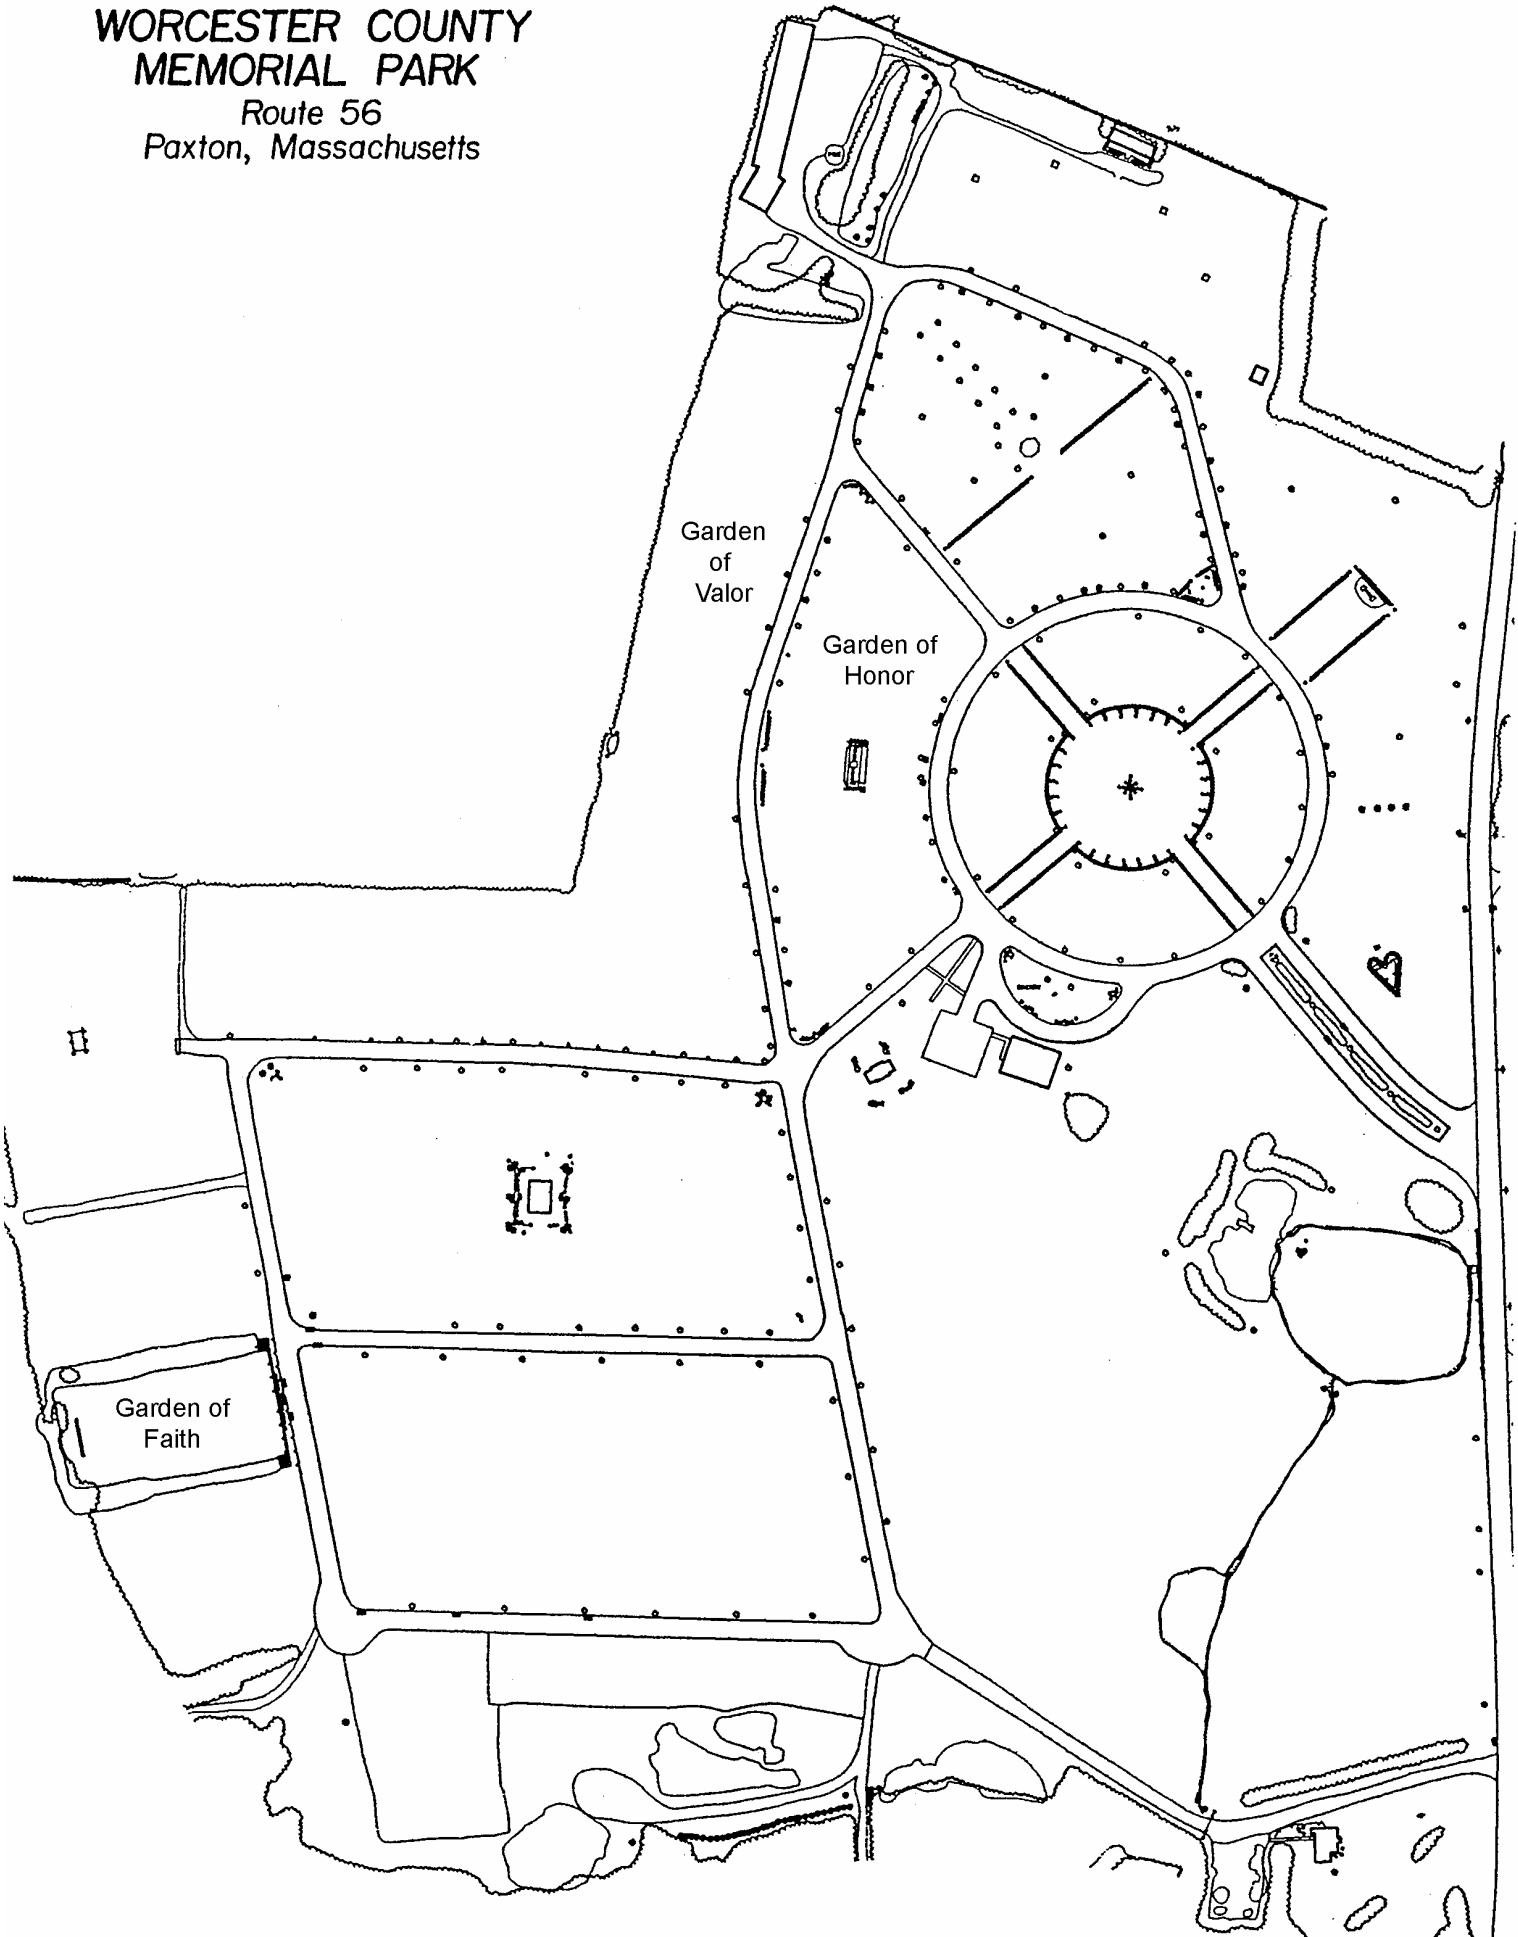 WORCESTER COUNTY
MEMORIAL PARK
Route 56
Paxton, Massachusetts
Garden
of
Valor
Garden of
Honor
Garden of
Faith